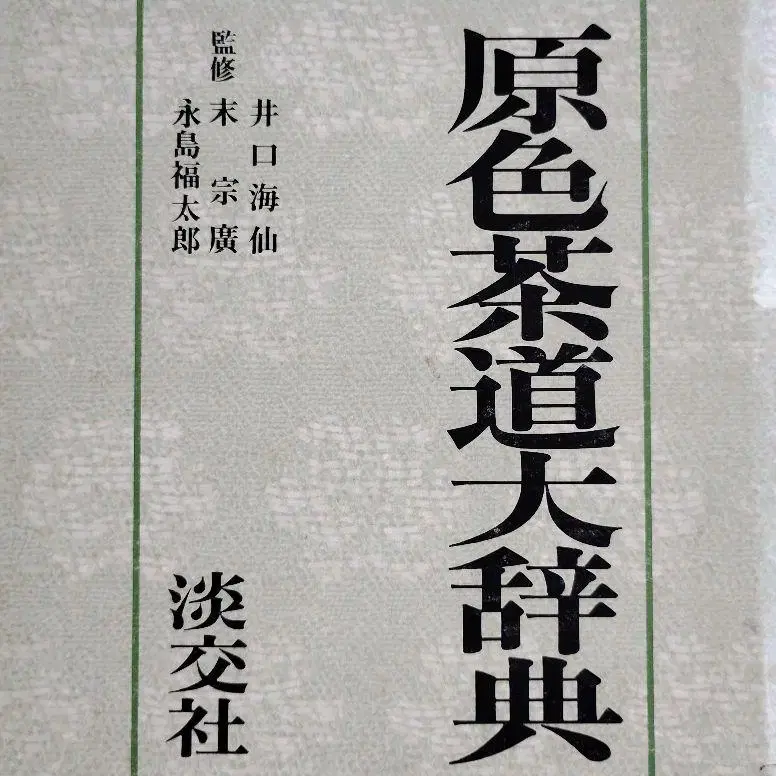 原色茶道大辞典
井口海仙
監修 末宗廣
永島福太郎
淡交社